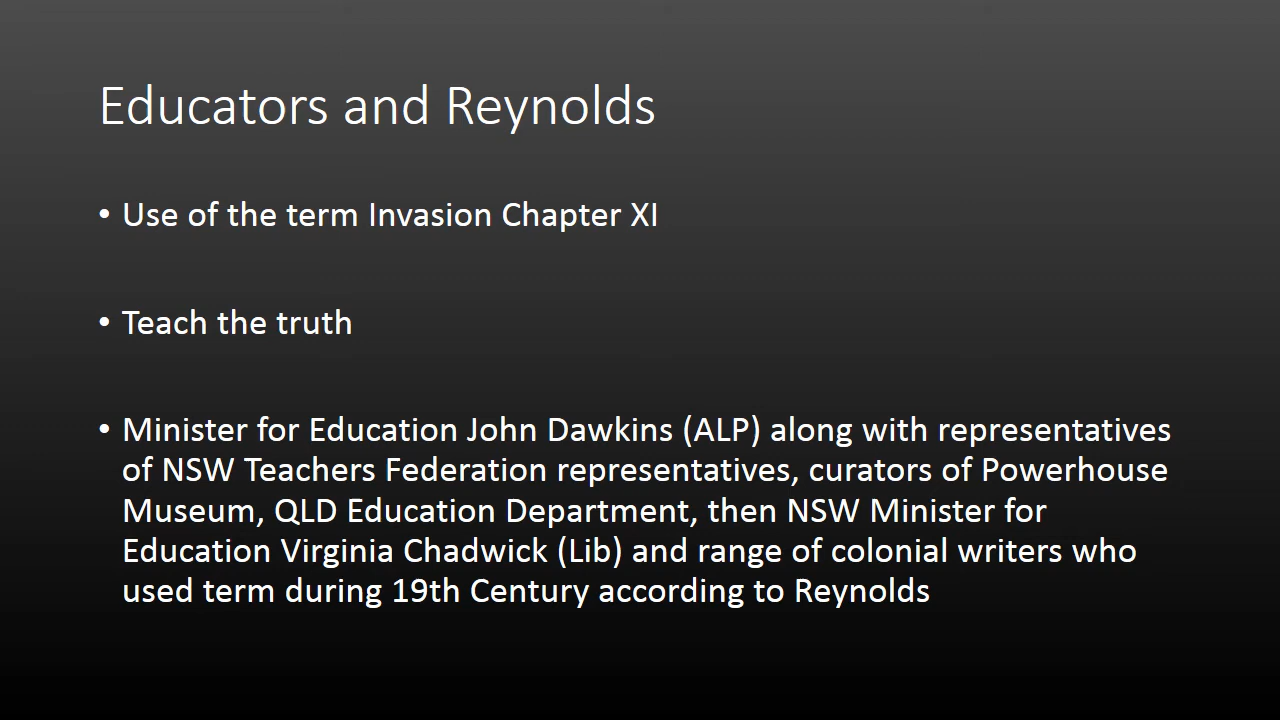 Educators and Reynolds
• Use of the term Invasion Chapter XI
• Teach the truth
• Minister for Education John Dawkins (ALP) along with representatives
of NSW Teachers Federation representatives, curators of Powerhouse
Museum, QLD Education Department, then NSW Minister for
Education Virginia Chadwick (Lib) and range of colonial writers who
used term during 19th Century according to Reynolds